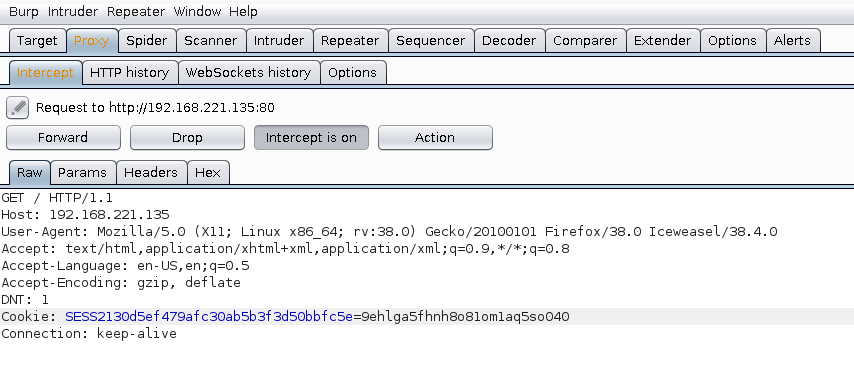 Burp Intruder Repeater Window Help
Target Proxy Spider Scanner Intruder Repeater Sequencer Decoder Comparer Extender Options Alerts
Intercept HTTP history WebSockets history Options
Request to http://192.168.221.135:80
Forward Drop Intercept is on Action
Raw Params Headers Hex
GET / HTTP/1.1
Host: 192.168.221.135
User-Agent: Mozilla/5.0 (X11; Linux x86_64; rv:38.0) Gecko/20100101 Firefox/38.0 Iceweasel/38.4.0
Accept: text/html,application/xhtml+xml,application/xml;q=0.9,*/*;q=0.8
Accept-Language: en-US,en;q=0.5
Accept-Encoding: gzip, deflate
DNT: 1
Cookie: SESS2130d5ef479afc30ab5b3f3d50bbfc5e=9ehlga5fhnh8o81om1aq5so040
Connection: keep-alive